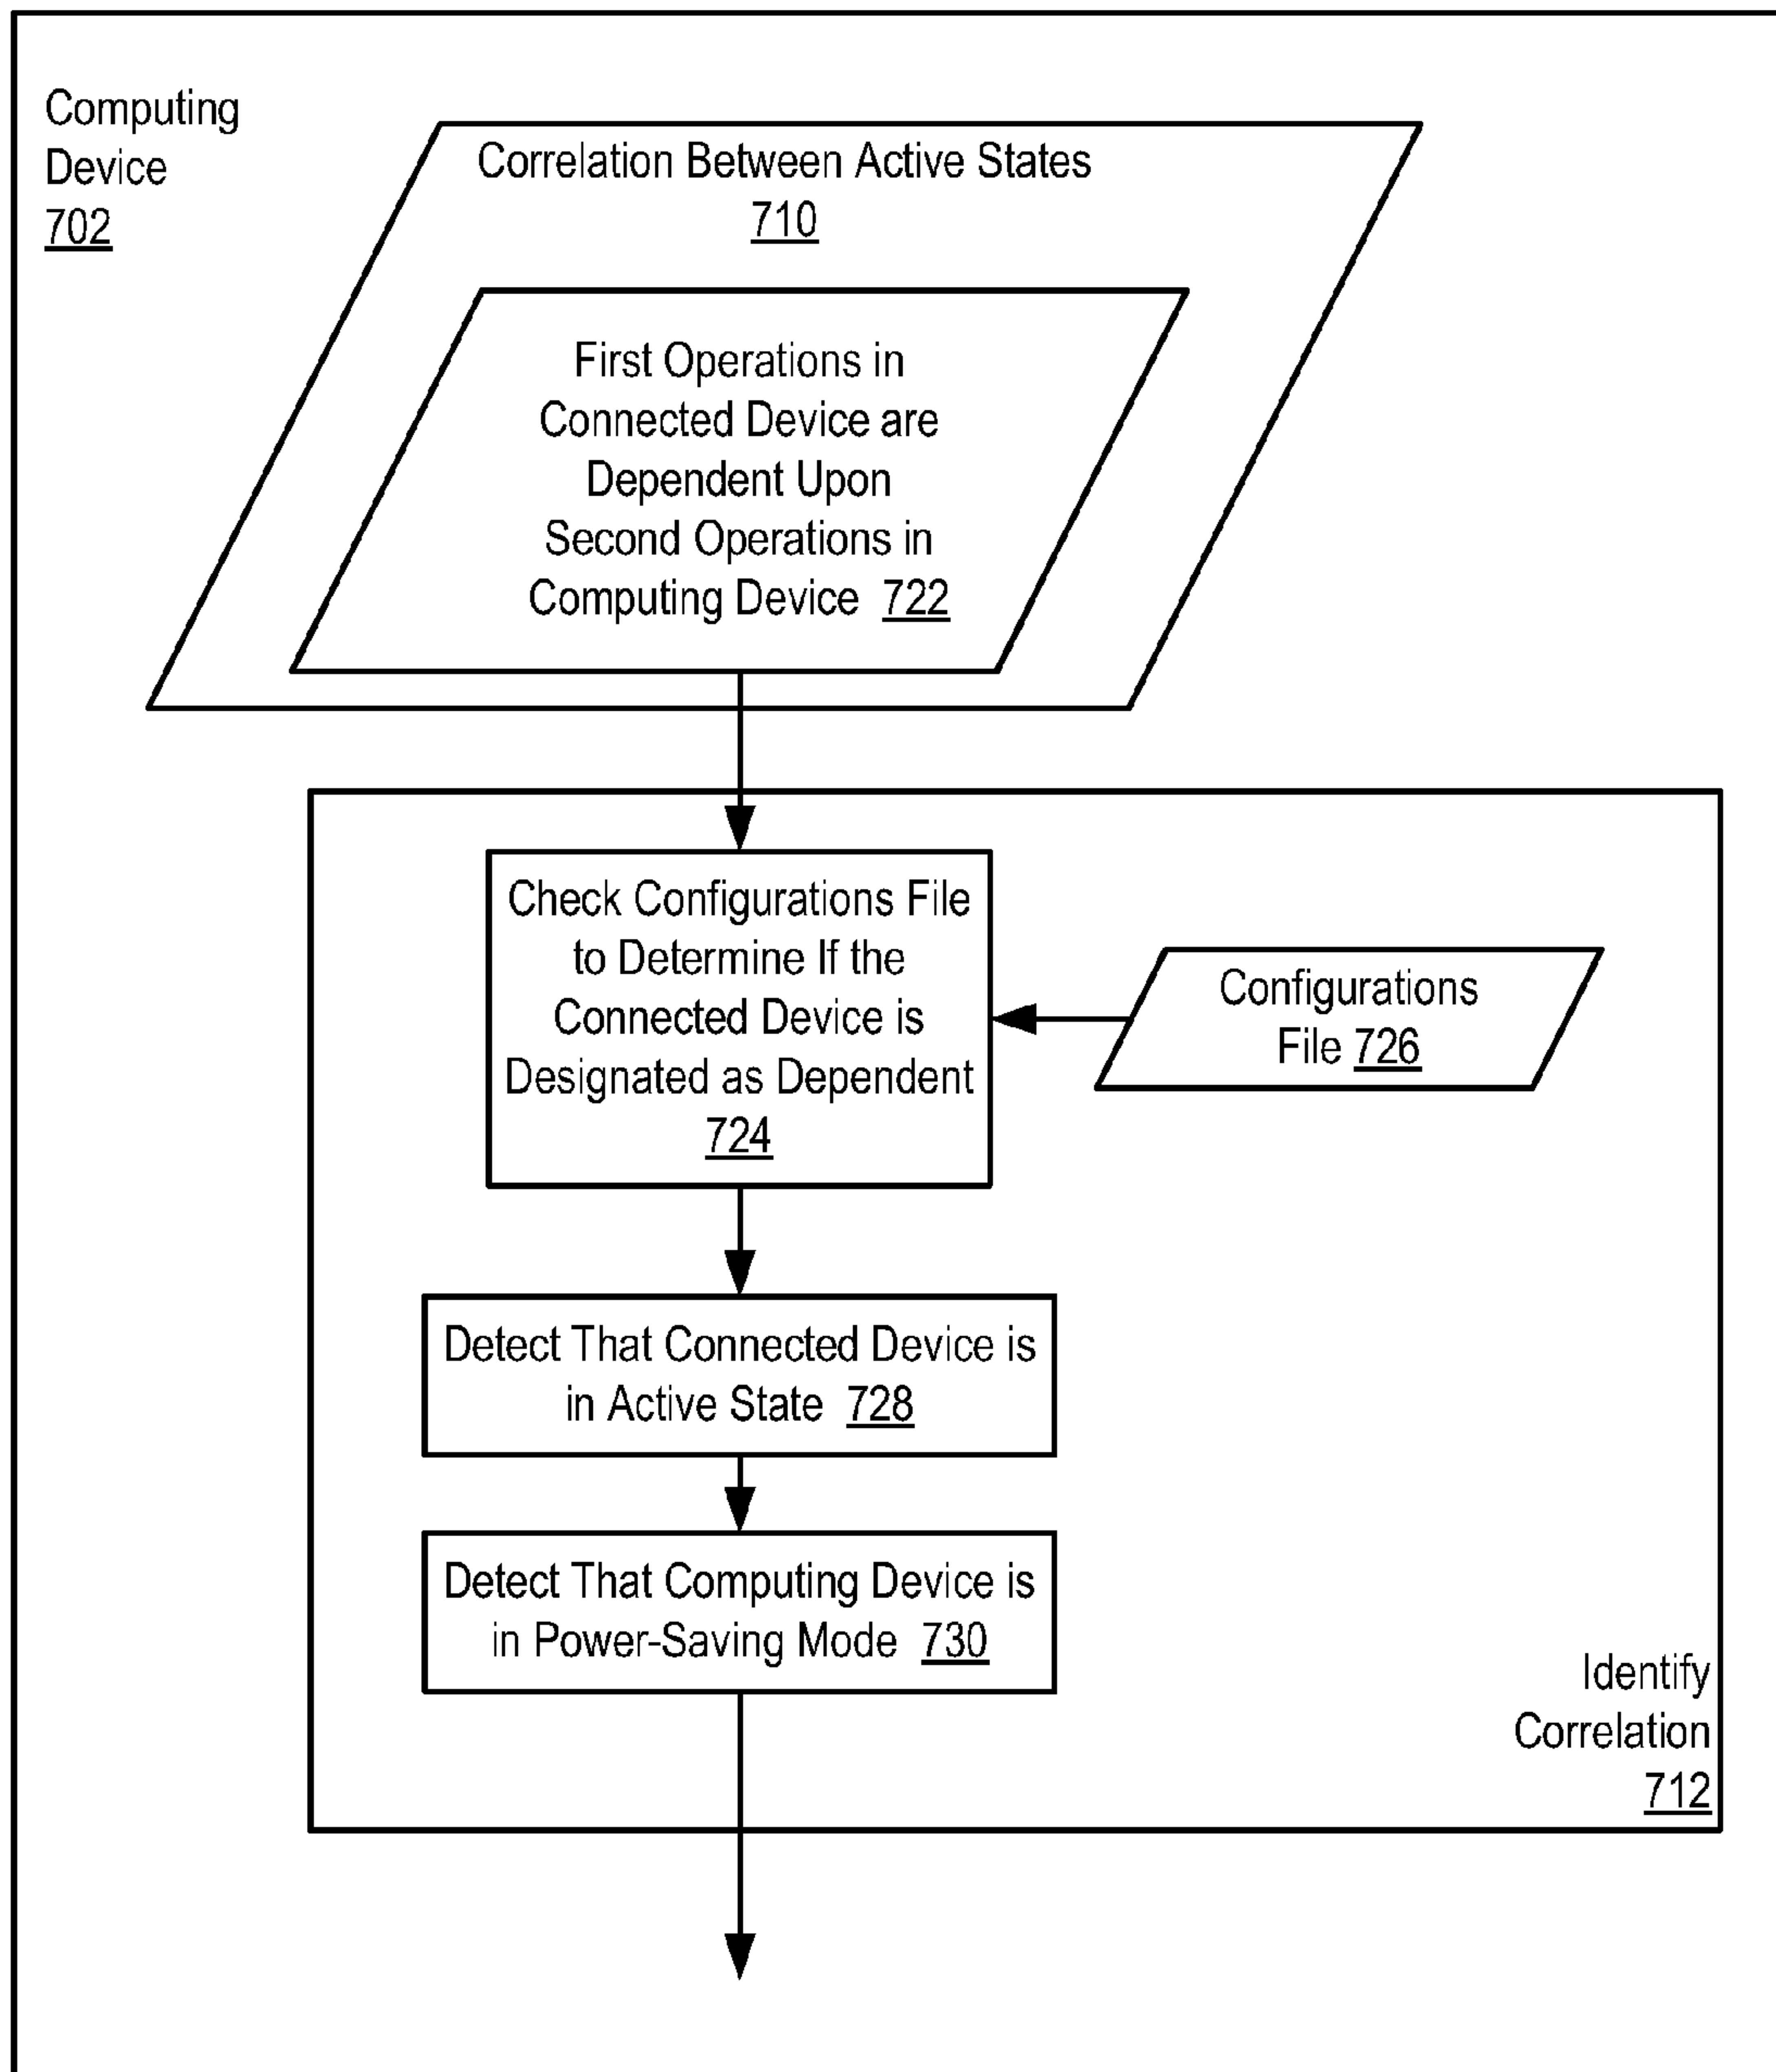 Computing
Device
702
Correlation Between Active States
710
First Operations in
Connected Device are
Dependent Upon
Second Operations in
Computing Device 722
Check Configurations File
to Determine If the
Connected Device is
Designated as Dependent
724
Configurations
File 726
Detect That Connected Device is
in Active State 728
Detect That Computing Device is
in Power-Saving Mode 730
Identify
Correlation
712